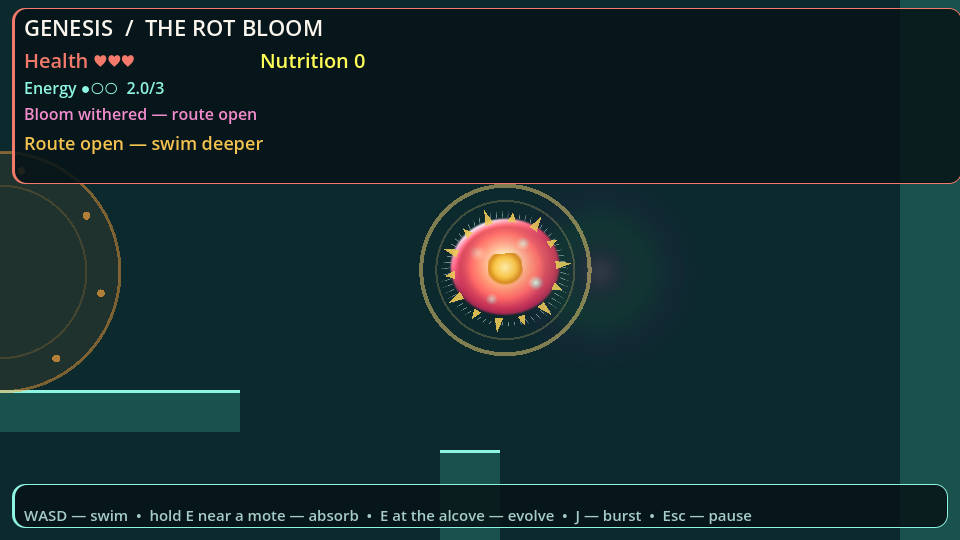 GENESIS / THE ROT BLOOM
Health ♥♥♥ Nutrition 0
Energy ●○○ 2.0/3
Bloom withered — route open
Route open — swim deeper
WASD — swim • hold E near a mote — absorb • E at the alcove — evolve • J — burst • Esc — pause